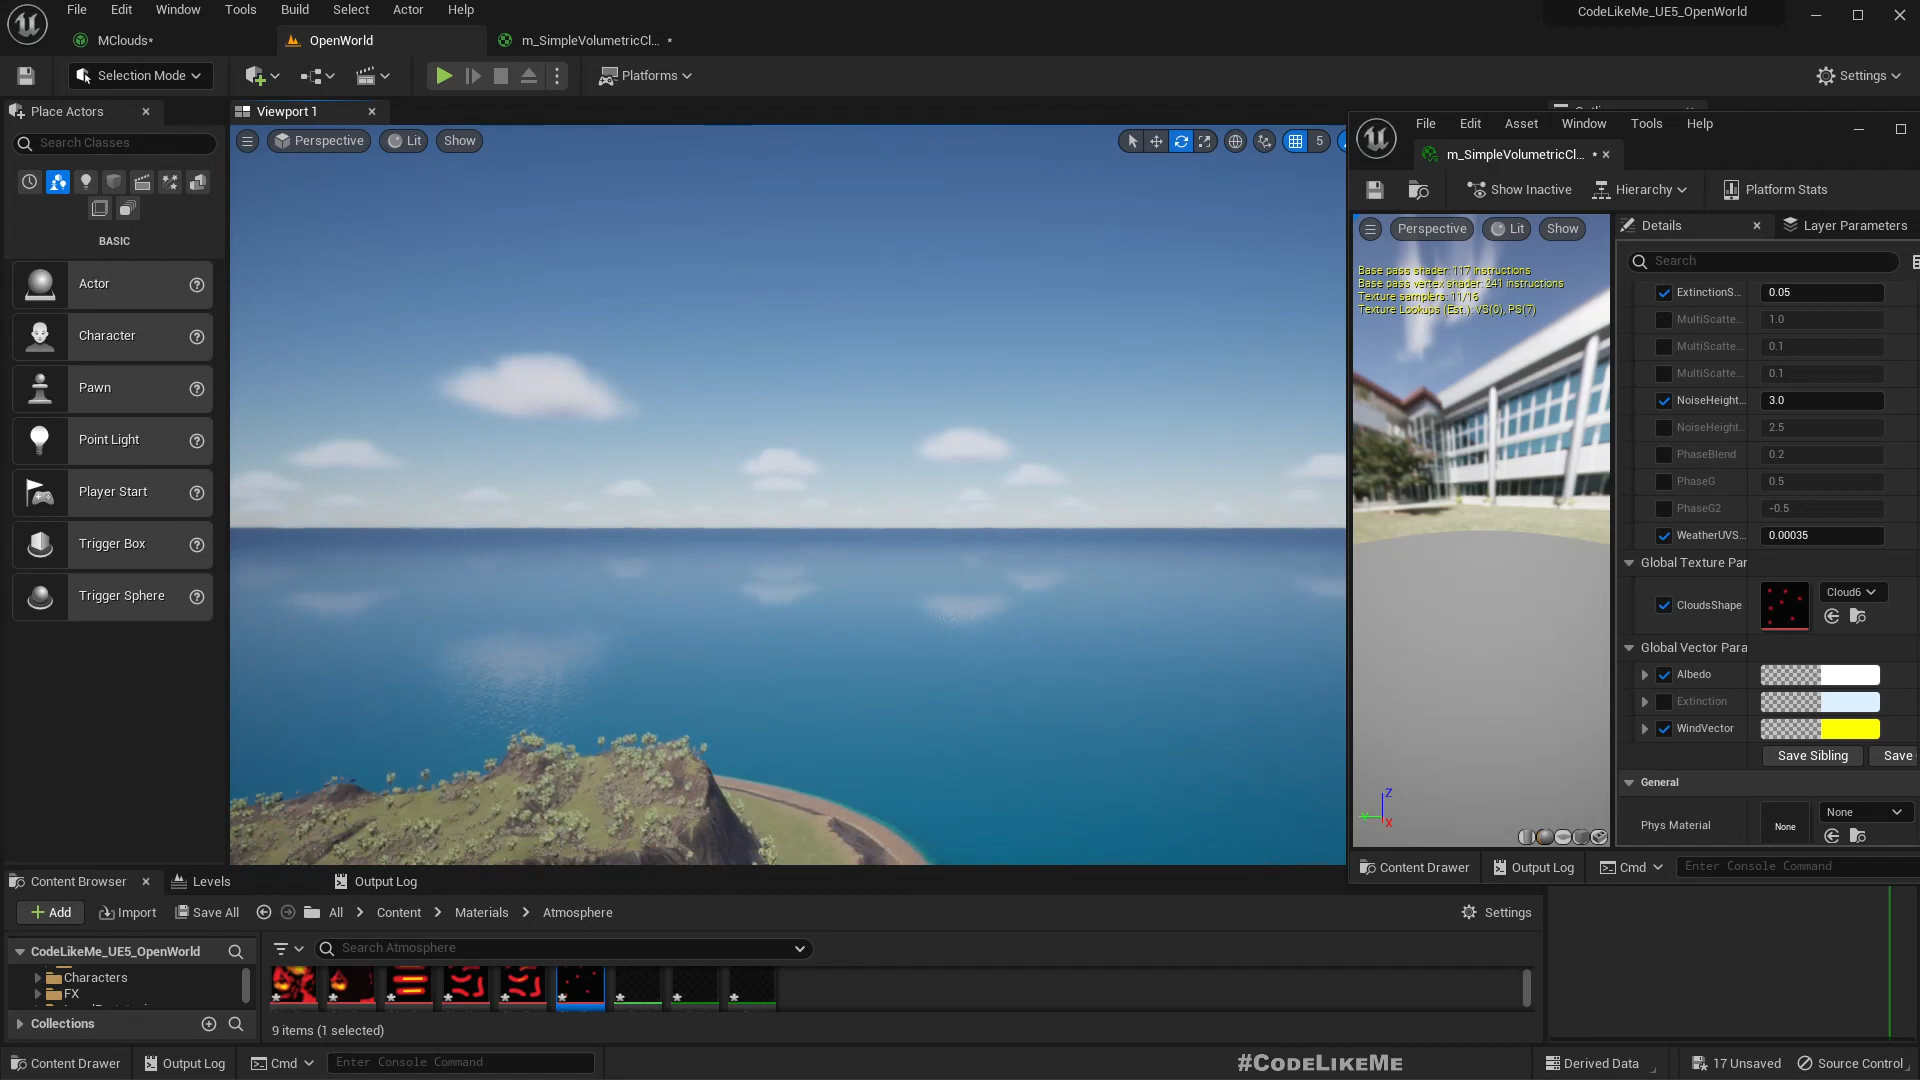 File Edit Window Tools Build Select Actor Help
CodeLikeMe_UE5_OpenWorld
MClouds*
OpenWorld
m_SimpleVolumetricCl... *
Selection Mode
Platforms
Settings
Place Actors
Viewport 1
Search Classes
Perspective
Lit
Show
5
BASIC
Actor
Character
Pawn
Point Light
Player Start
Trigger Box
Trigger Sphere
File Edit Asset Window Tools Help
m_SimpleVolumetricCl... *
Show Inactive
Hierarchy
Platform Stats
Perspective
Lit
Show
Base pass shader: 117 instructions
Base pass vertex shader: 241 instructions
Texture samplers: 11/16
Texture Lookups (Est.): VS(0), PS(7)
Z
Y
X
Details
Layer Parameters
Search
ExtinctionS... 0.05
MultiScatte... 1.0
MultiScatte... 0.1
MultiScatte... 0.1
NoiseHeight... 3.0
NoiseHeight... 2.5
PhaseBlend 0.2
PhaseG 0.5
PhaseG2 -0.5
WeatherUVS... 0.00035
Global Texture Par
CloudsShape
Cloud6
Global Vector Para
Albedo
Extinction
WindVector
Save Sibling
Save
General
Phys Material
None
None
Content Drawer
Output Log
Cmd
Enter Console Command
Content Browser
Levels
Output Log
Add
Import
Save All
All
Content
Materials
Atmosphere
Settings
CodeLikeMe_UE5_OpenWorld
Search Atmosphere
Characters
FX
Collections
9 items (1 selected)
Content Drawer
Output Log
Cmd
Enter Console Command
#CodeLikeMe
Derived Data
17 Unsaved
Source Control